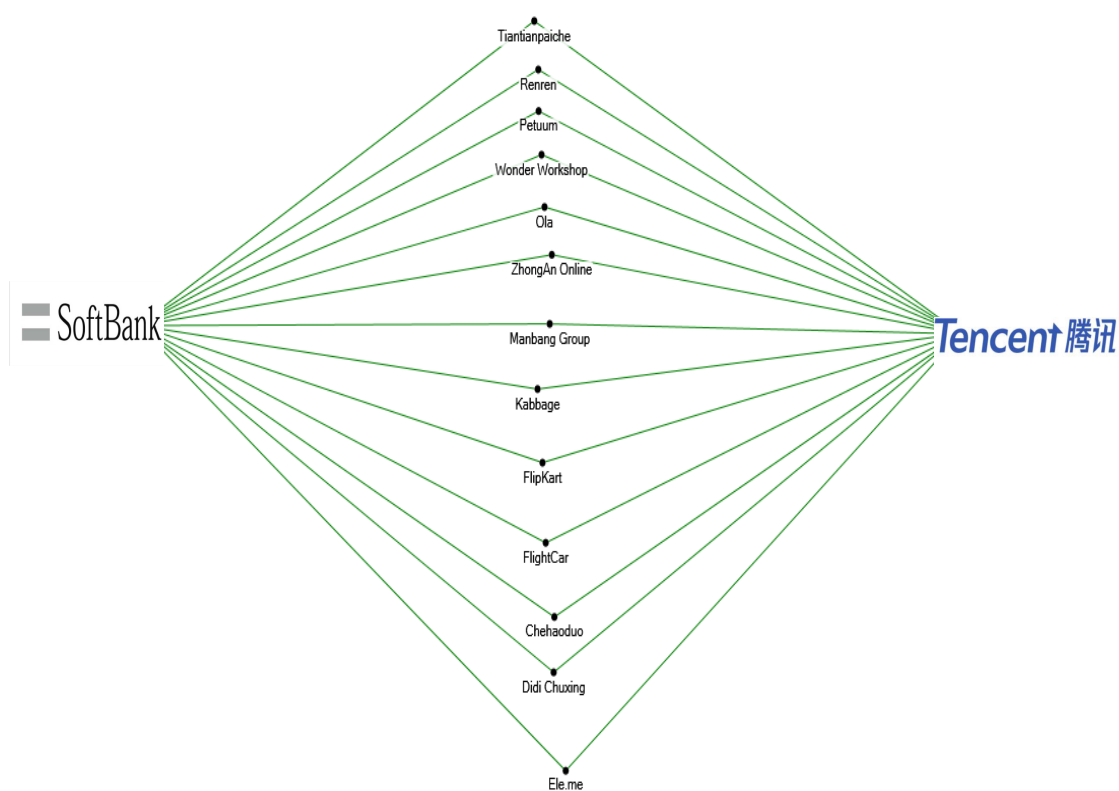 Tiantianpaiche
Renren
Petuum
Wonder Workshop
Ola
ZhongAn Online
SoftBank
Manbang Group
Tencent 腾讯
Kabbage
FlipKart
FlightCar
Chehaoduo
Didi Chuxing
Ele.me